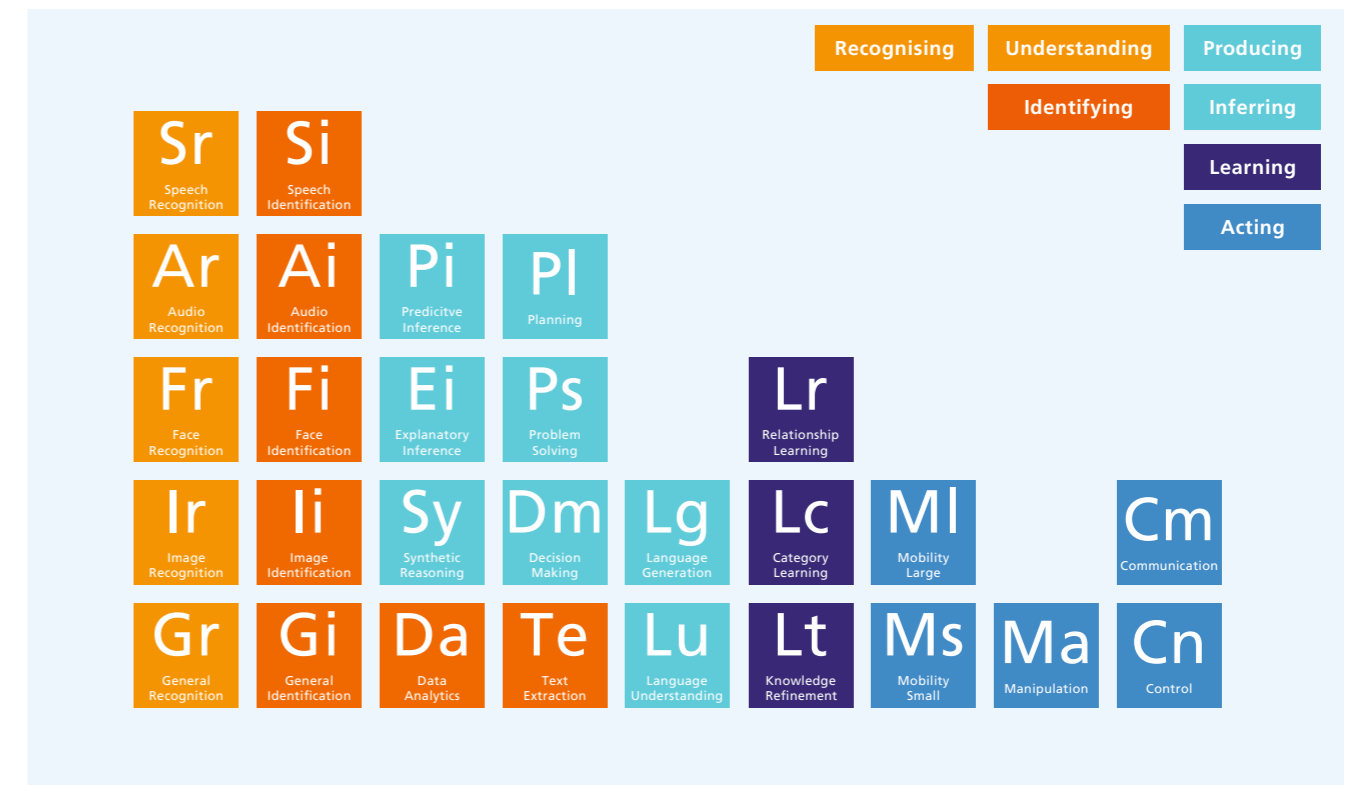 Recognising Understanding Producing
Identifying Inferring
Learning
Acting
Sr Si
Speech Speech
Recognition Identification
Ar Ai Pi Pl
Audio Audio Predicitve Planning
Recognition Identification Inference
Fr Fi Ei Ps Lr
Face Face Explanatory Problem Relationship
Recognition Identification Inference Solving Learning
Ir Ii Sy Dm Lg Lc Ml Cm
Image Image Synthetic Decision Language Category Mobility Communication
Recognition Identification Reasoning Making Generation Learning Large
Gr Gi Da Te Lu Lt Ms Ma Cn
General General Data Text Language Knowledge Mobility Manipulation Control
Recognition Identification Analytics Extraction Understanding Refinement Small